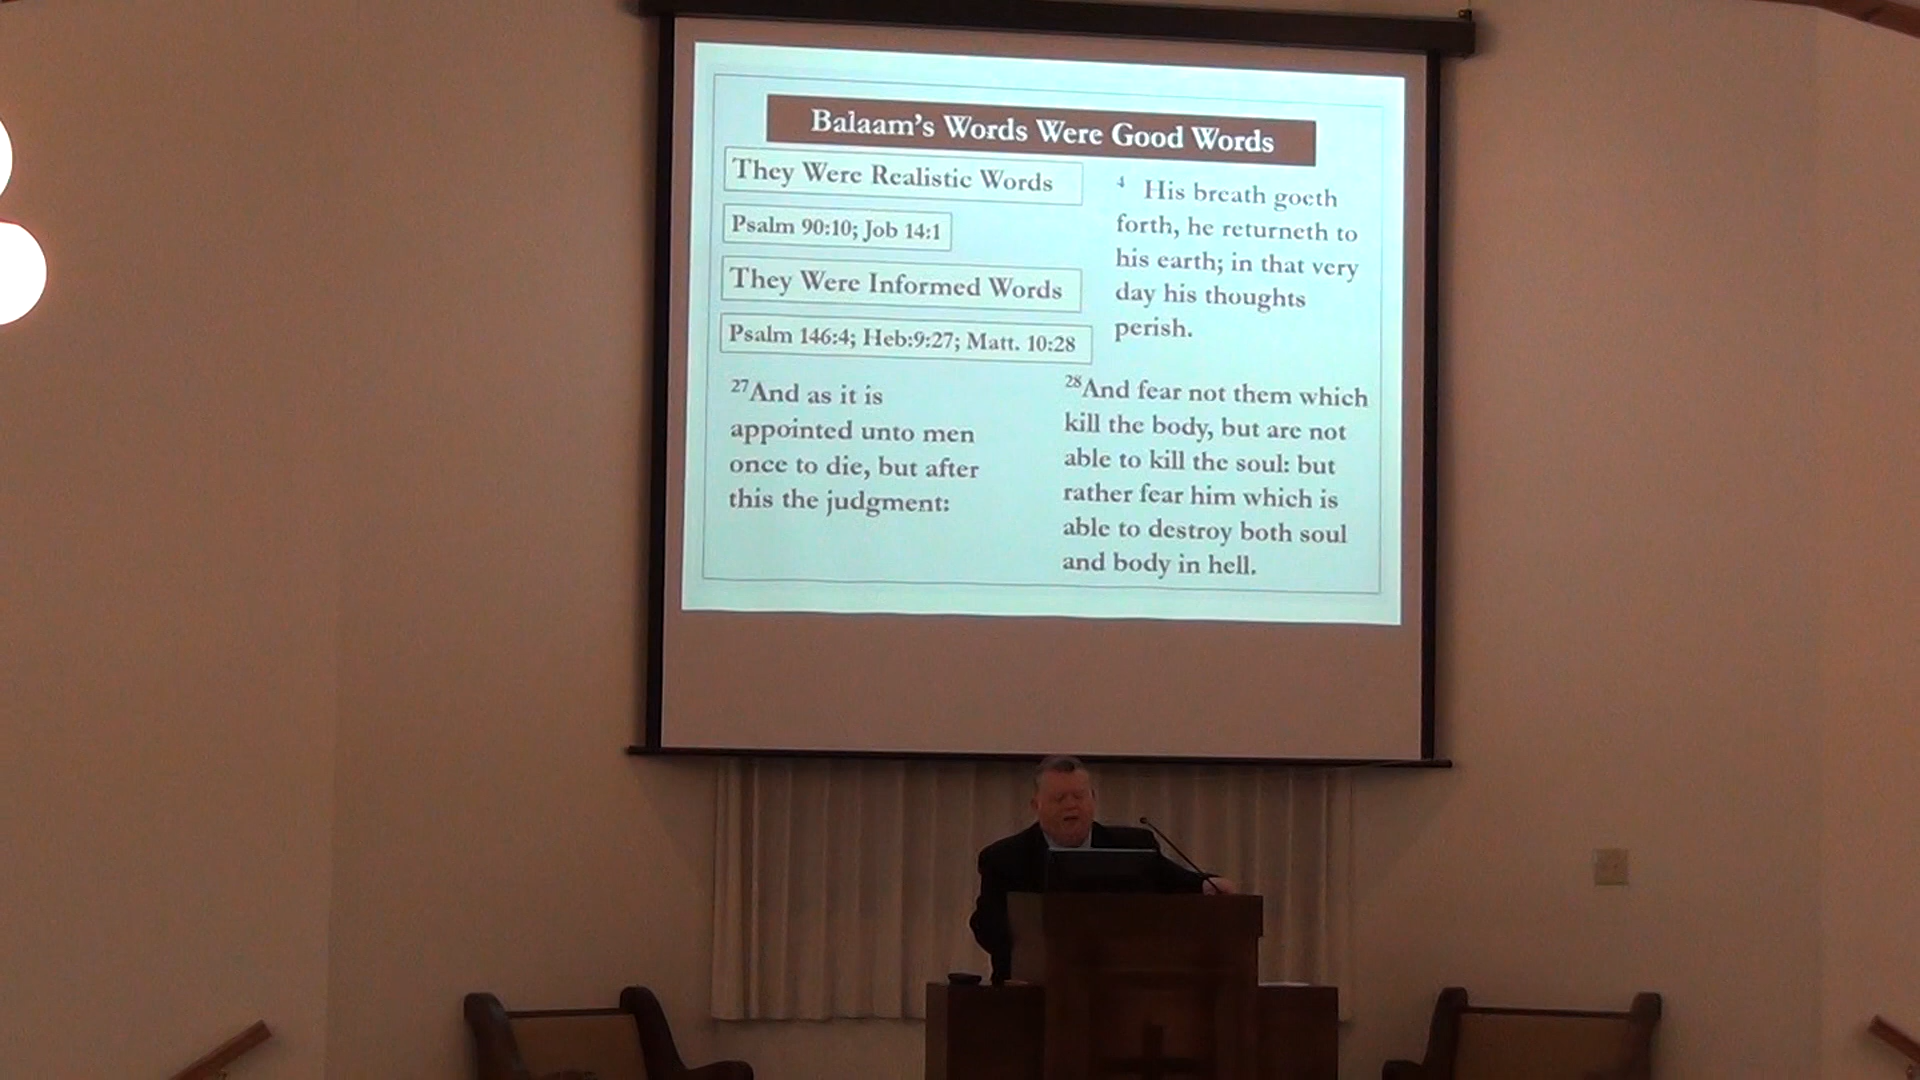 Balaam's Words Were Good Words
They Were Realistic Words
Psalm 90:10; Job 14:1
They Were Informed Words
Psalm 146:4; Heb:9:27; Matt. 10:28
4 His breath goeth
forth, he returneth to
his earth; in that very
day his thoughts
perish.
27And as it is
appointed unto men
once to die, but after
this the judgment:
28And fear not them which
kill the body, but are not
able to kill the soul: but
rather fear him which is
able to destroy both soul
and body in hell.